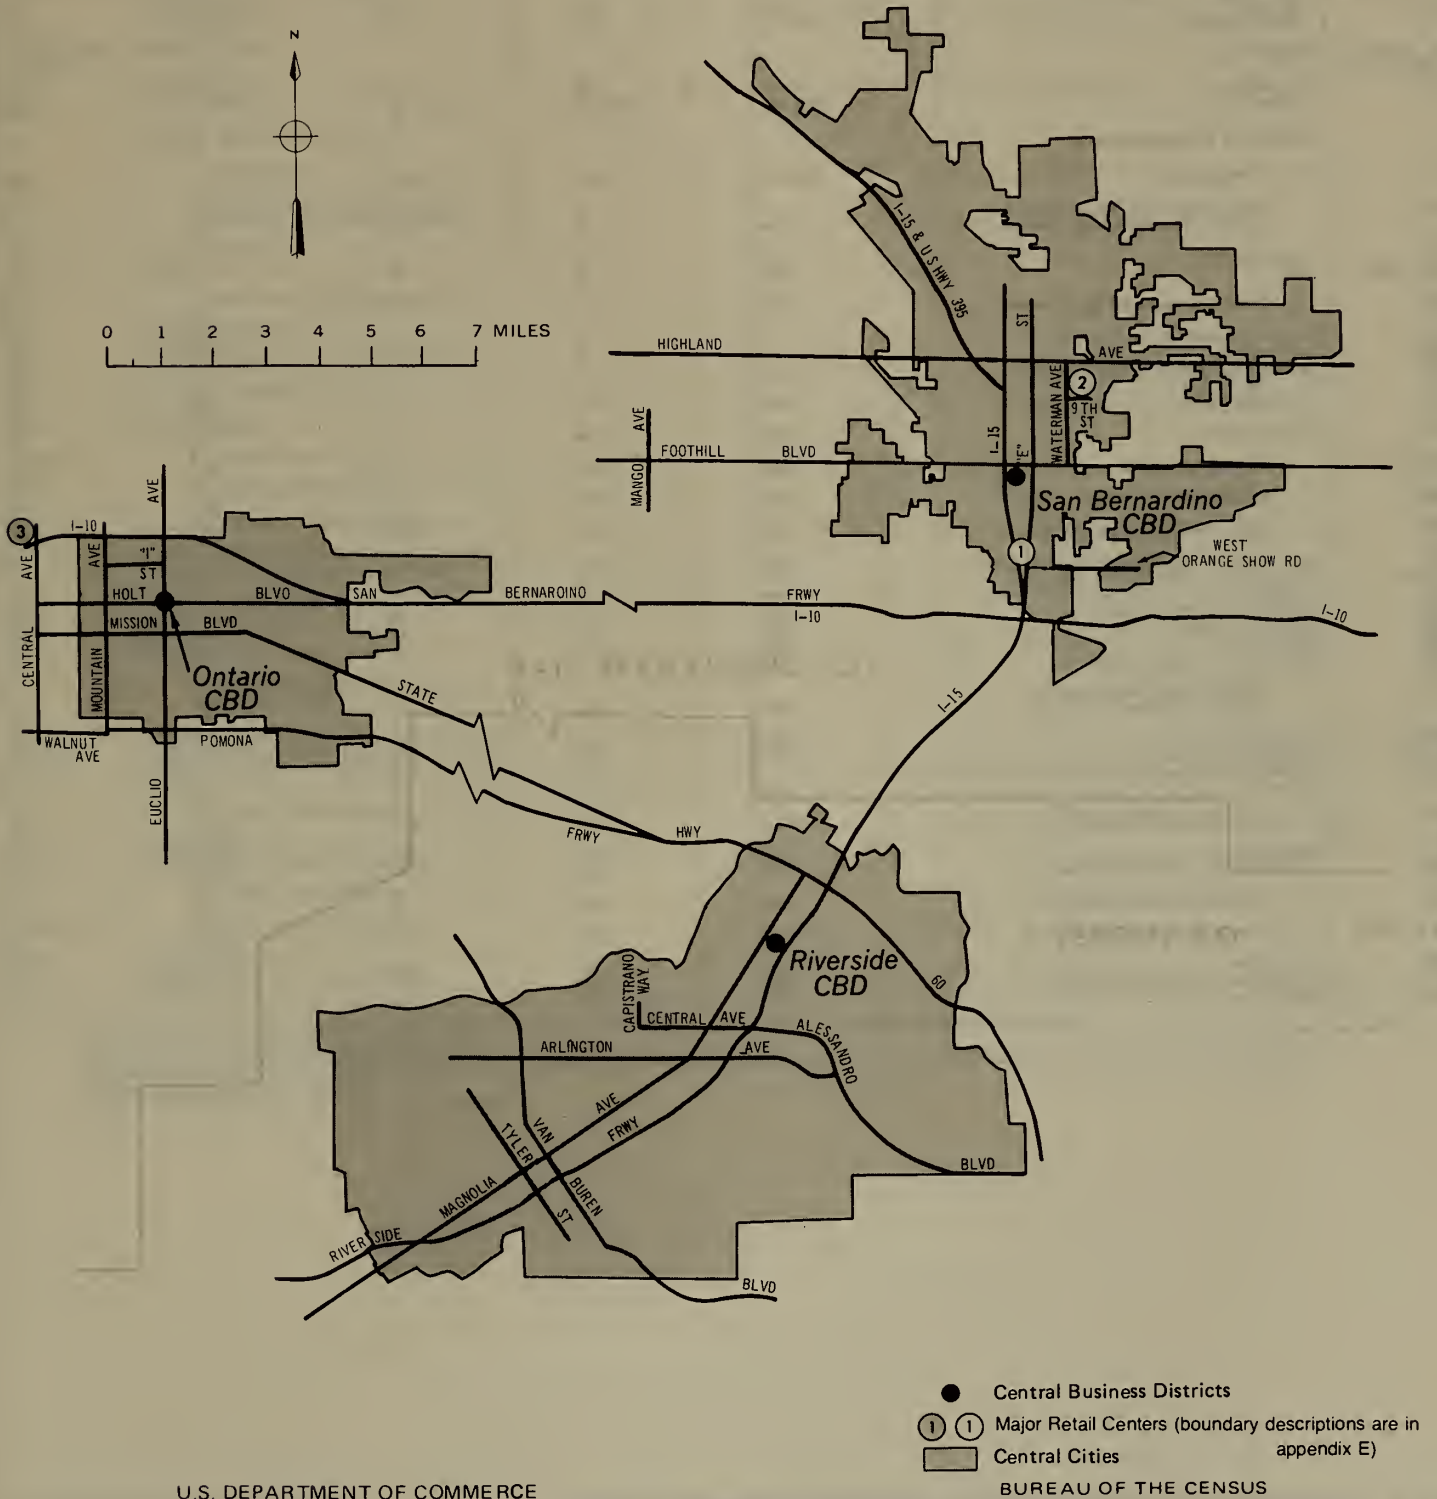 N
0 1 2 3 4 5 6 7 MILES
I-15 & U S HWY 395
ST
HIGHLAND AVE
WATERMAN AVE
2
9 TH
ST
MANGO AVE
FOOTHILL BLVD
I-15
"E"
San Bernardino
CBD
1
WEST
ORANGE SHOW RD
3
I-10
AVE
AVE
AVE
"I"
ST
HOLT BLVO
SAN BERNAROINO FRWY
I-10
I-10
MISSION BLVD
CENTRAL
MOUNTAIN
Ontario
CBD
STATE
I-15
WALNUT
AVE
POMONA
EUCLIO
FRWY
HWY
Riverside
CBD
60
CAPISTRANO
WAY
CENTRAL AVE
ALESSANDRO
ARLINGTON AVE
AVE
FRWY
VAN
TYLER
BUREN
ST
MAGNOLIA
RIVER SIDE
BLVD
BLVD
Central Business Districts
1 1 Major Retail Centers (boundary descriptions are in
appendix E)
Central Cities
U.S. DEPARTMENT OF COMMERCE
BUREAU OF THE CENSUS